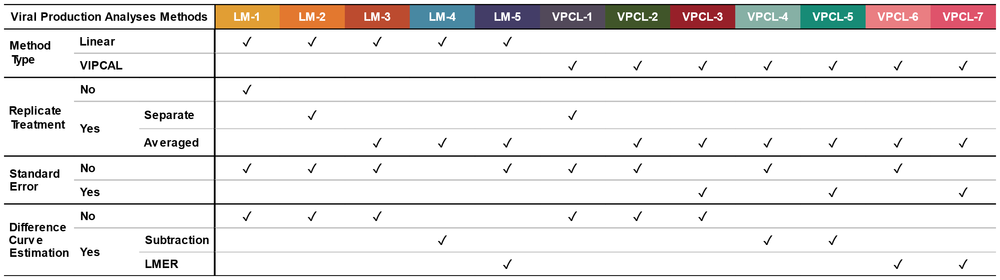 Viral Production Analyses Methods LM-1 LM-2 LM-3 LM-4 LM-5 VPCL-1 VPCL-2 VPCL-3 VPCL-4 VPCL-5 VPCL-6 VPCL-7
Method
Type
Linear ✓ ✓ ✓ ✓ ✓
VIPCAL ✓ ✓ ✓ ✓ ✓ ✓ ✓
Replicate
Treatment
No ✓
Yes
Separate ✓ ✓
Averaged ✓ ✓ ✓ ✓ ✓ ✓ ✓ ✓ ✓
Standard
Error
No ✓ ✓ ✓ ✓ ✓ ✓ ✓ ✓
Yes ✓ ✓ ✓
Difference
Curve
Estimation
No ✓ ✓ ✓ ✓ ✓ ✓
Yes
Subtraction ✓ ✓ ✓
LMER ✓ ✓ ✓